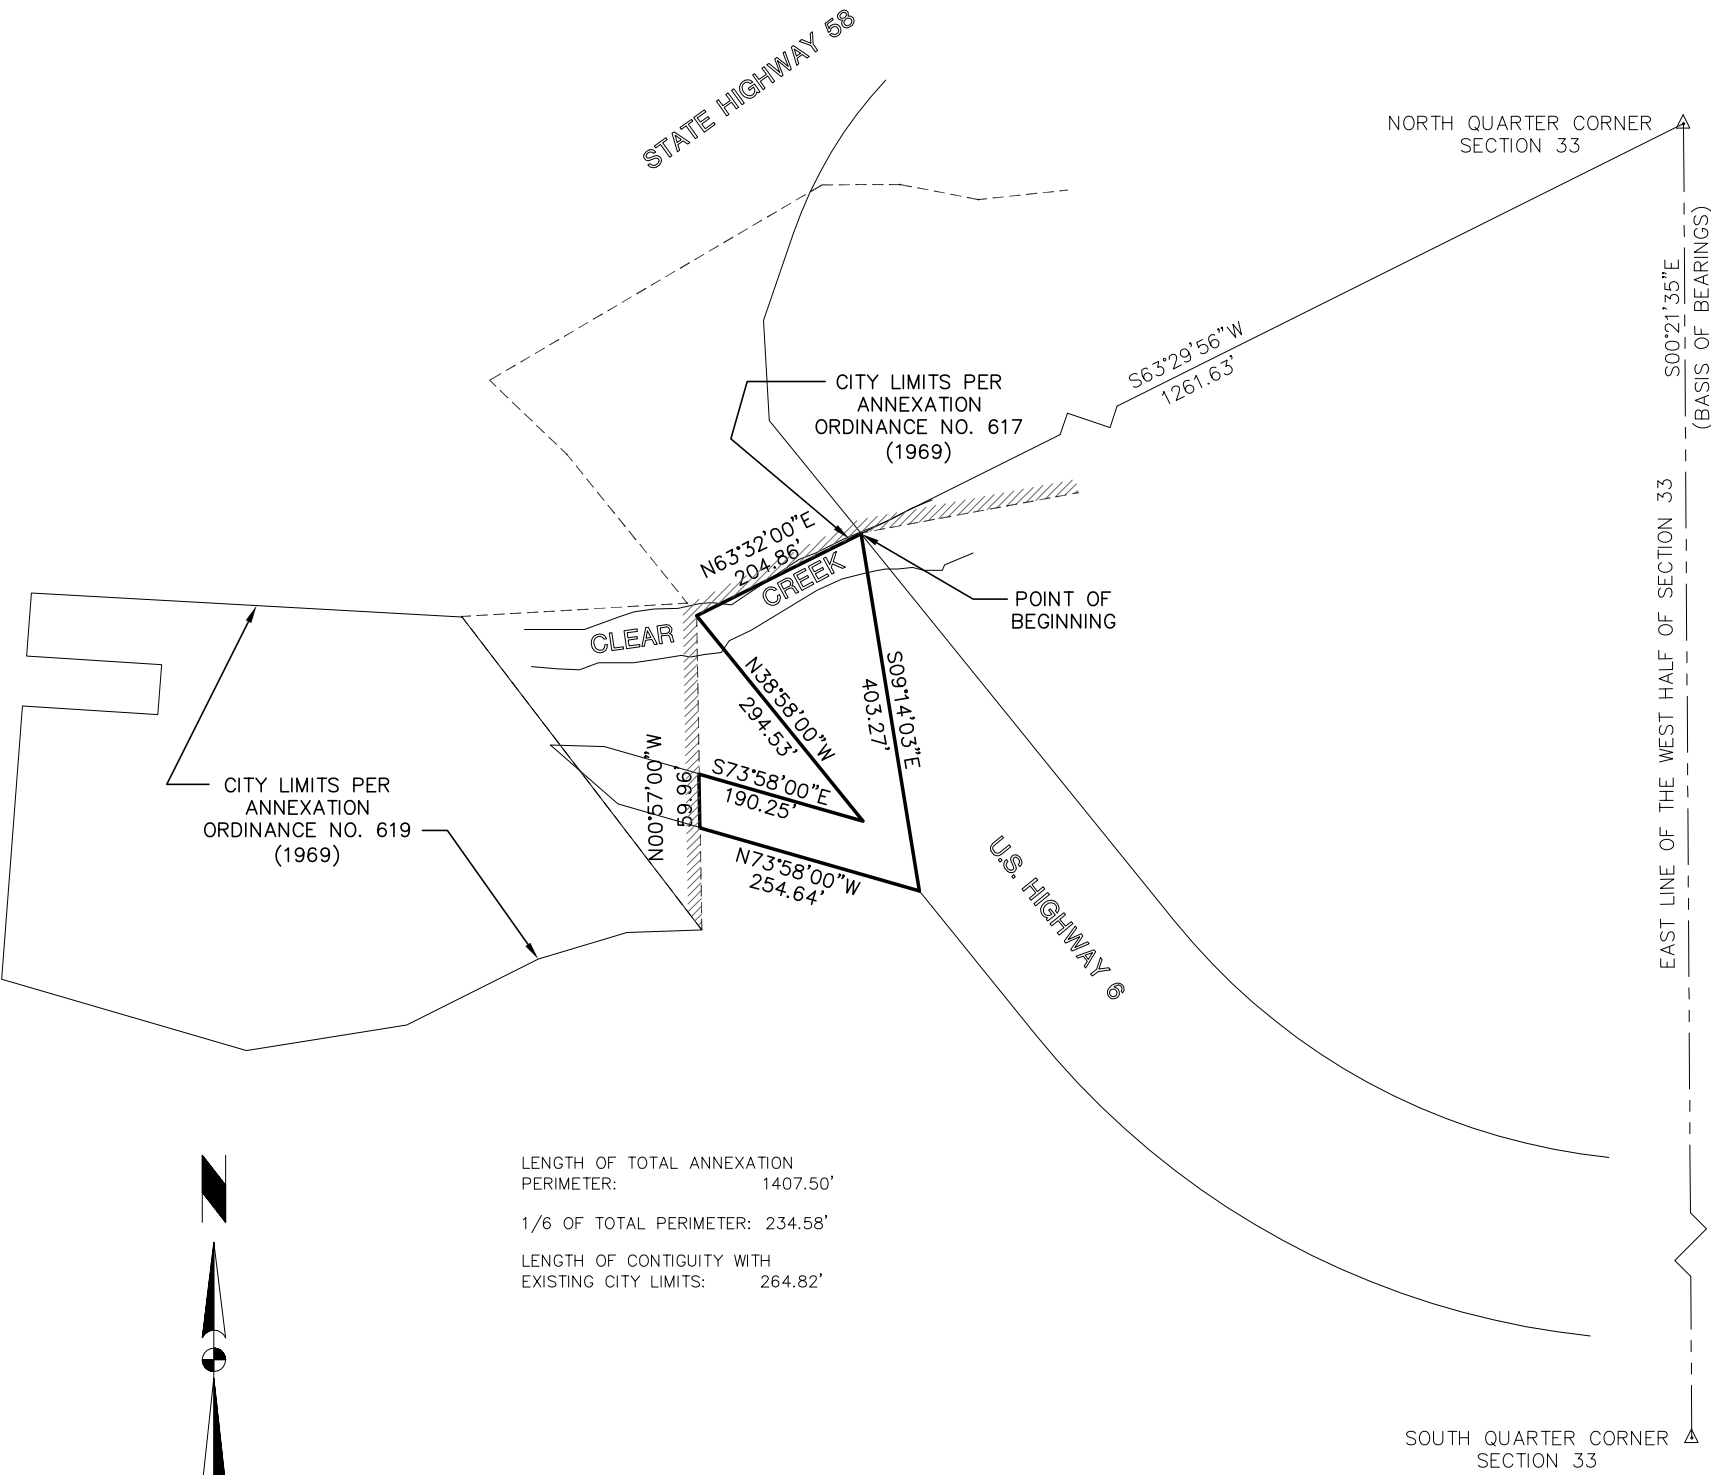 STATE HIGHWAY 58
NORTH QUARTER CORNER
SECTION 33
S00°21'35"E
(BASIS OF BEARINGS)
S63°29'56"W
1261.63'
CITY LIMITS PER
ANNEXATION
ORDINANCE NO. 617
(1969)
N63°32'00"E
204.86'
CLEAR CREEK
POINT OF
BEGINNING
EAST LINE OF THE WEST HALF OF SECTION 33
N38°58'00"W
294.53'
S09°14'03"E
403.27'
N00°57'00"W
59.96'
S73°58'00"E
190.25'
CITY LIMITS PER
ANNEXATION
ORDINANCE NO. 619
(1969)
N73°58'00"W
254.64'
U.S. HIGHWAY 6
N
LENGTH OF TOTAL ANNEXATION
PERIMETER: 1407.50'
1/6 OF TOTAL PERIMETER: 234.58'
LENGTH OF CONTIGUITY WITH
EXISTING CITY LIMITS: 264.82'
SOUTH QUARTER CORNER
SECTION 33